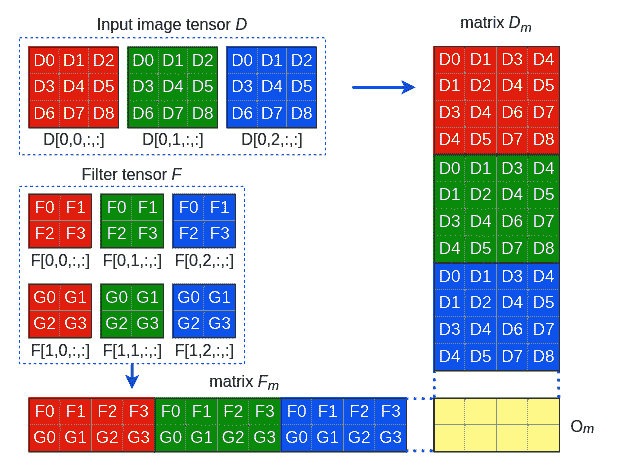 Input image tensor D
D0 D1 D2 D0 D1 D2 D0 D1 D2
D3 D4 D5 D3 D4 D5 D3 D4 D5
D6 D7 D8 D6 D7 D8 D6 D7 D8
D[0,0,:,:] D[0,1,:,:] D[0,2,:,:]
Filter tensor F
F0 F1 F0 F1 F0 F1
F2 F3 F2 F3 F2 F3
F[0,0,:,:] F[0,1,:,:] F[0,2,:,:]
G0 G1 G0 G1 G0 G1
G2 G3 G2 G3 G2 G3
F[1,0,:,:] F[1,1,:,:] F[1,2,:,:]
matrix Dm
D0 D1 D3 D4
D1 D2 D4 D5
D3 D4 D6 D7
D4 D5 D7 D8
D0 D1 D3 D4
D1 D2 D4 D5
D3 D4 D6 D7
D4 D5 D7 D8
D0 D1 D3 D4
D1 D2 D4 D5
D3 D4 D6 D7
D4 D5 D7 D8
matrix Fm
F0 F1 F2 F3 F0 F1 F2 F3 F0 F1 F2 F3
G0 G1 G2 G3 G0 G1 G2 G3 G0 G1 G2 G3
Om